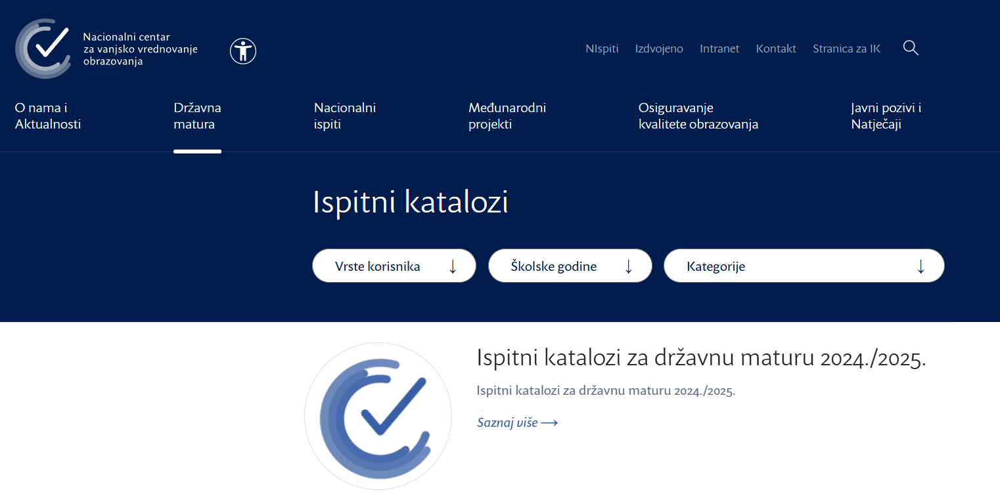 Nacionalni centar
za vanjsko vrednovanje
obrazovanja
NIspiti Izdvojeno Intranet Kontakt Stranica za IK
O nama i
Aktualnosti
Državna
matura
Nacionalni
ispiti
Međunarodni
projekti
Osiguravanje
kvalitete obrazovanja
Javni pozivi i
Natječaji
Ispitni katalozi
Vrste korisnika ↓ Školske godine ↓ Kategorije ↓
Ispitni katalozi za državnu maturu 2024./2025.
Ispitni katalozi za državnu maturu 2024./2025.
Saznaj više →